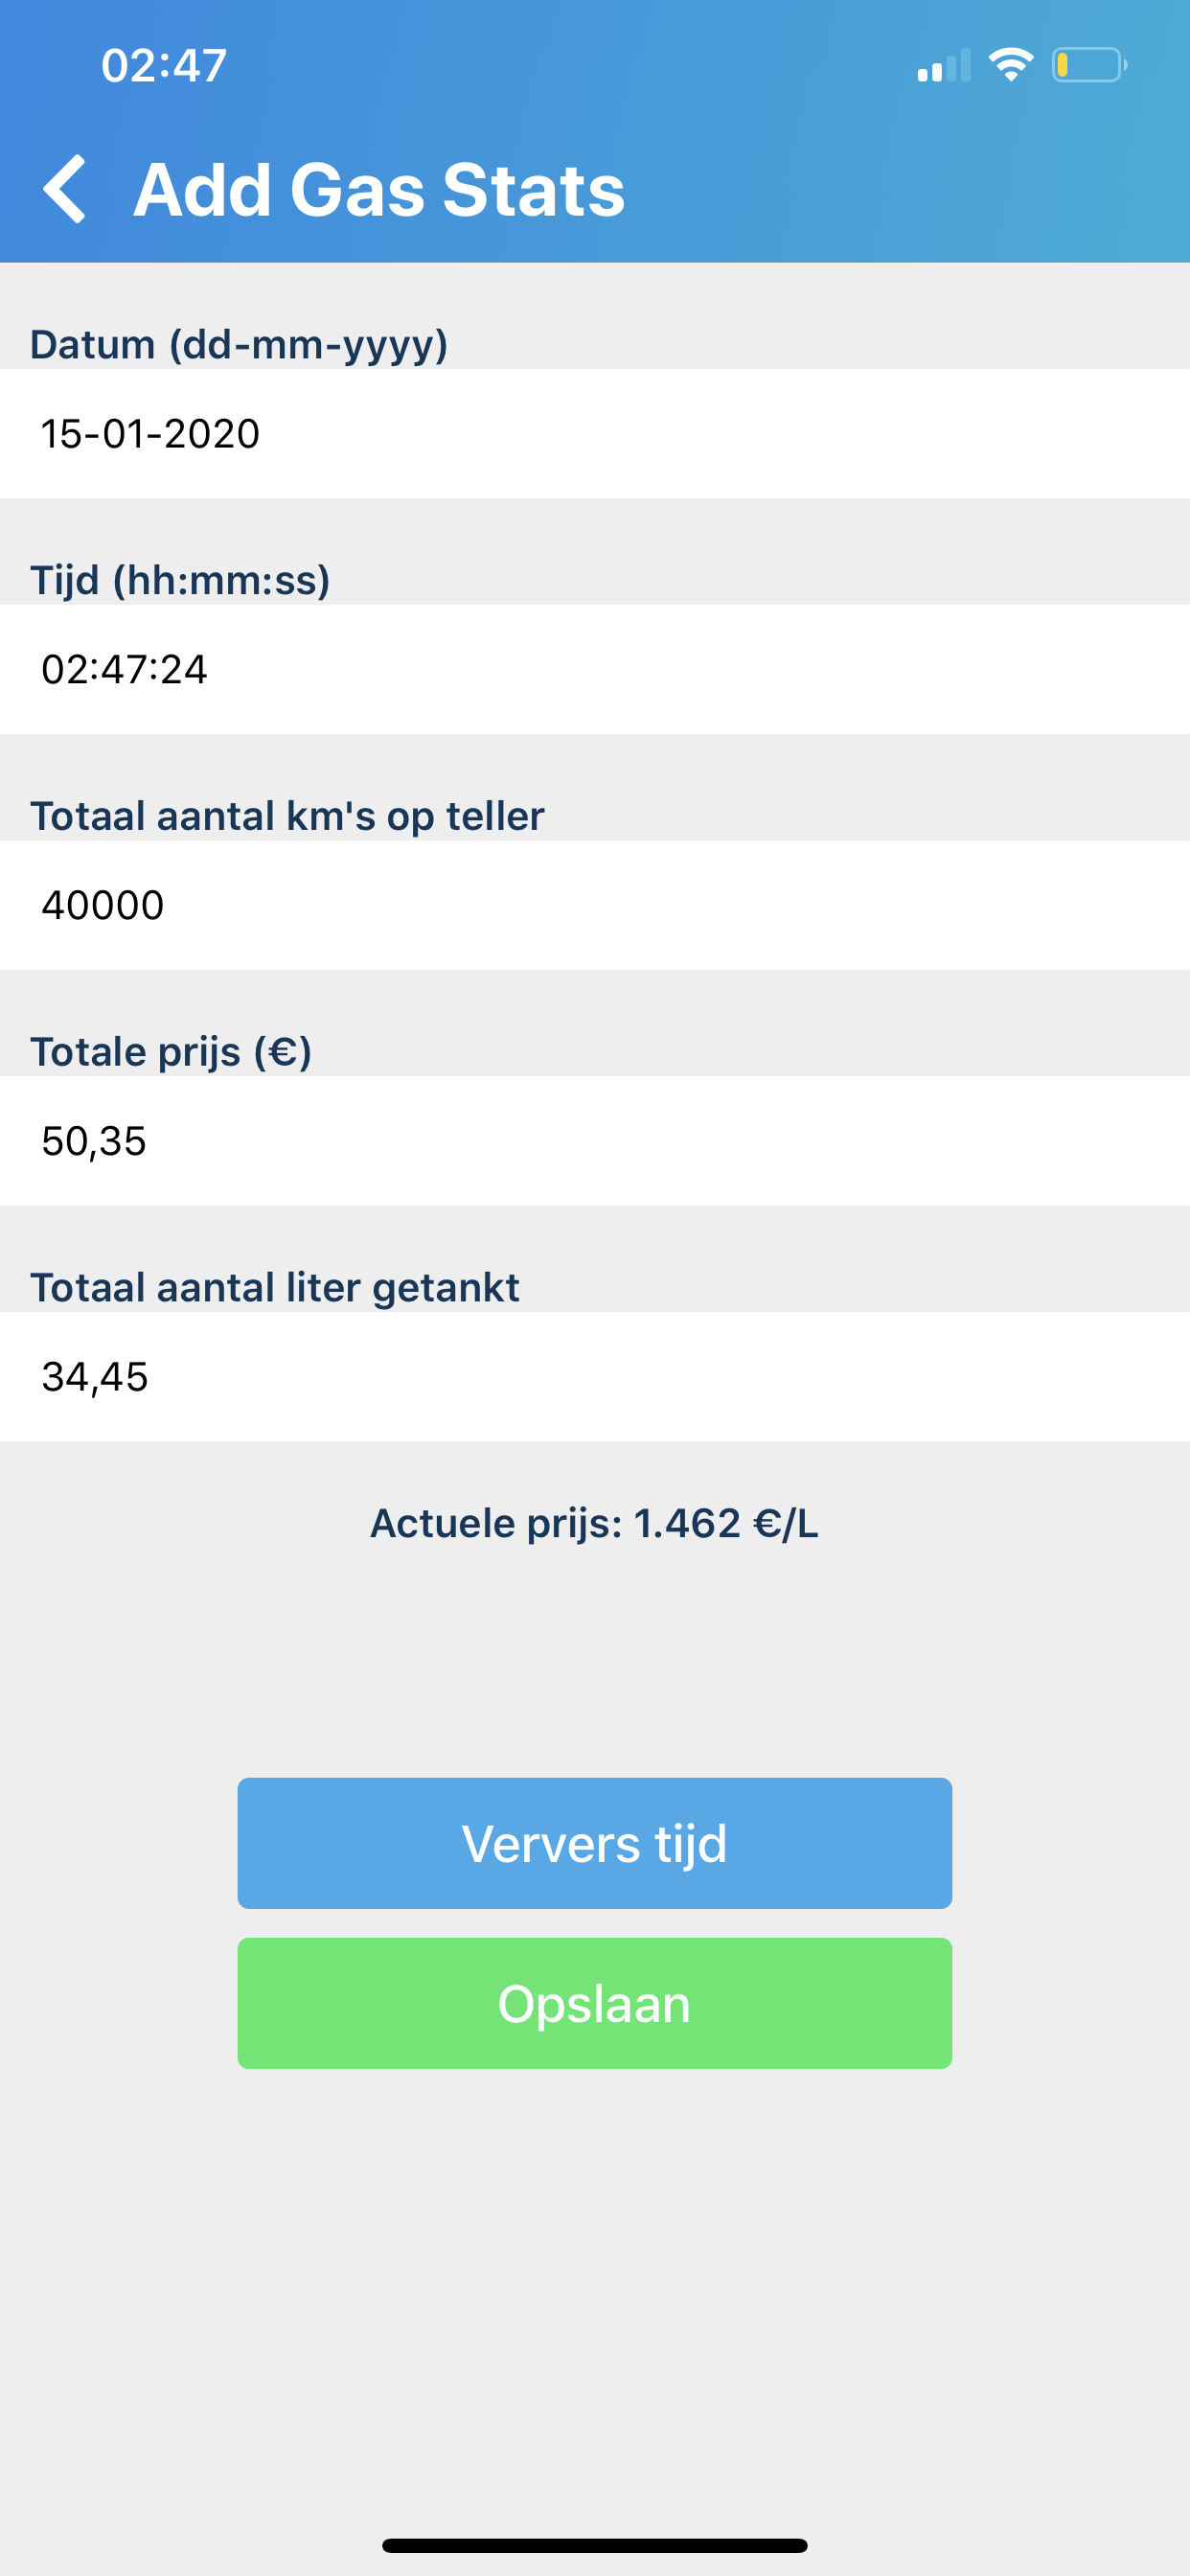 02:47
Add Gas Stats
Datum (dd-mm-yyyy)
15-01-2020
Tijd (hh:mm:ss)
02:47:24
Totaal aantal km's op teller
40000
Totale prijs (€)
50,35
Totaal aantal liter getankt
34,45
Actuele prijs: 1.462 €/L
Ververs tijd
Opslaan